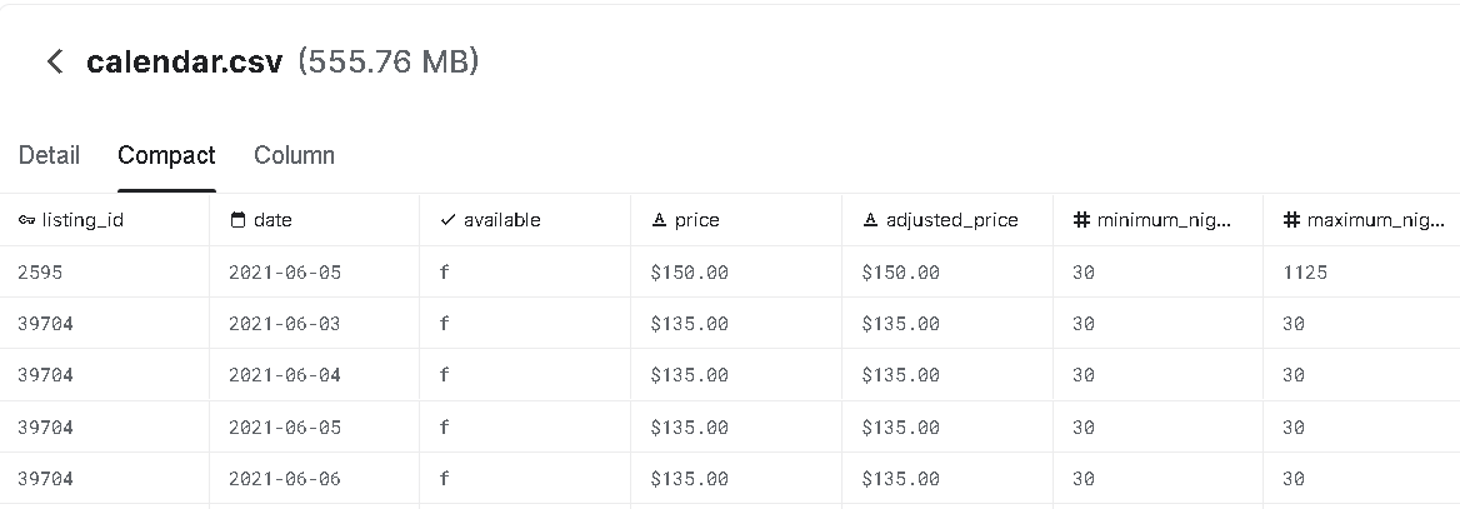 calendar.csv (555.76 MB)
Detail Compact Column
listing_id date available price adjusted_price minimum_nig... maximum_nig...
2595 2021-06-05 f $150.00 $150.00 30 1125
39704 2021-06-03 f $135.00 $135.00 30 30
39704 2021-06-04 f $135.00 $135.00 30 30
39704 2021-06-05 f $135.00 $135.00 30 30
39704 2021-06-06 f $135.00 $135.00 30 30